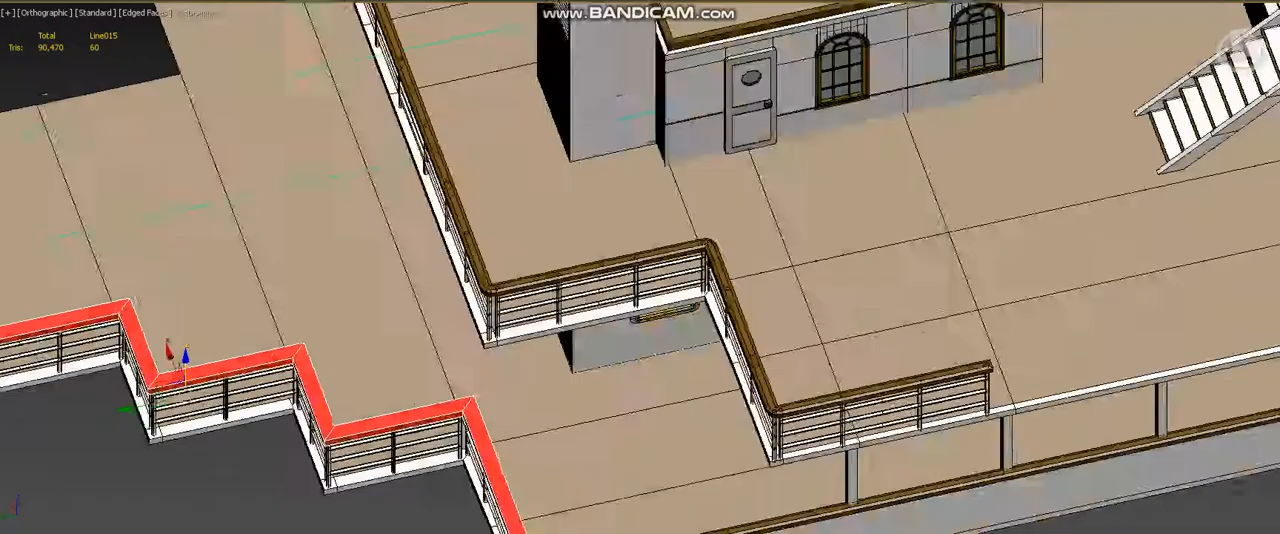 www.BANDICAM.com
[+] [Orthographic] [Standard] [Edged Faces]
Total Line015
Tris: 90,470 60